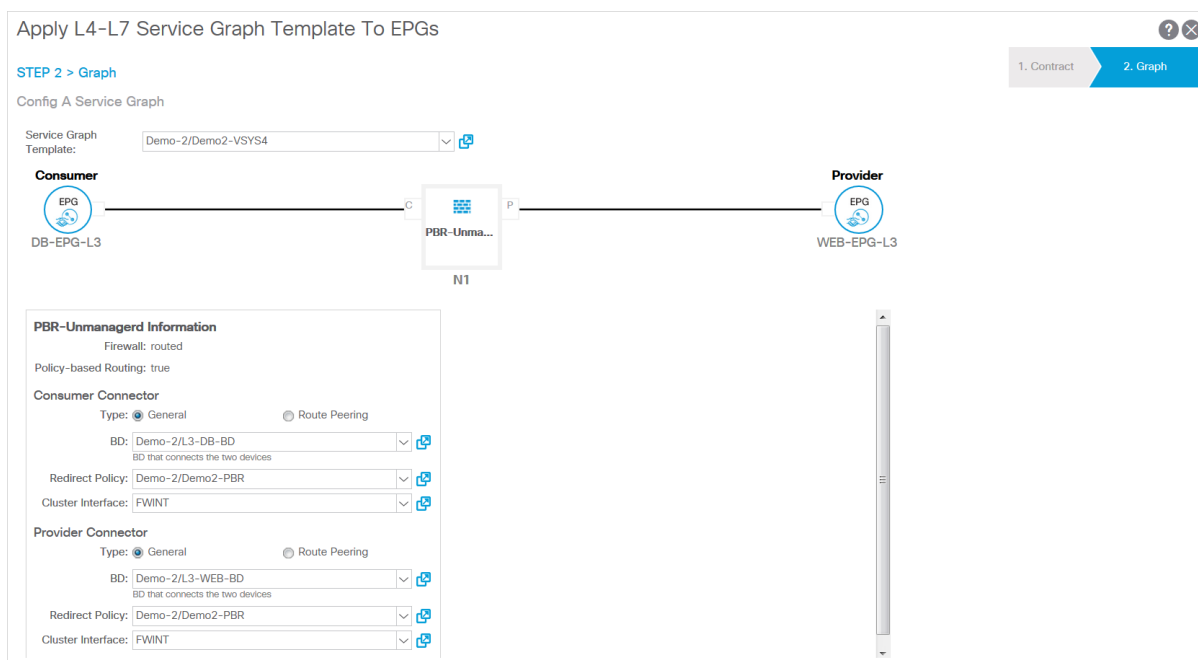 Apply L4-L7 Service Graph Template To EPGs
?
STEP 2 > Graph
1. Contract
2. Graph
Config A Service Graph
Service Graph
Template:
Demo-2/Demo2-VSYS4
Consumer
Provider
EPG
C
P
EPG
PBR-Unma...
DB-EPG-L3
WEB-EPG-L3
N1
PBR-Unmanagerd Information
Firewall: routed
Policy-based Routing: true
Consumer Connector
Type: General Route Peering
BD: Demo-2/L3-DB-BD
BD that connects the two devices
Redirect Policy: Demo-2/Demo2-PBR
Cluster Interface: FWINT
Provider Connector
Type: General Route Peering
BD: Demo-2/L3-WEB-BD
BD that connects the two devices
Redirect Policy: Demo-2/Demo2-PBR
Cluster Interface: FWINT